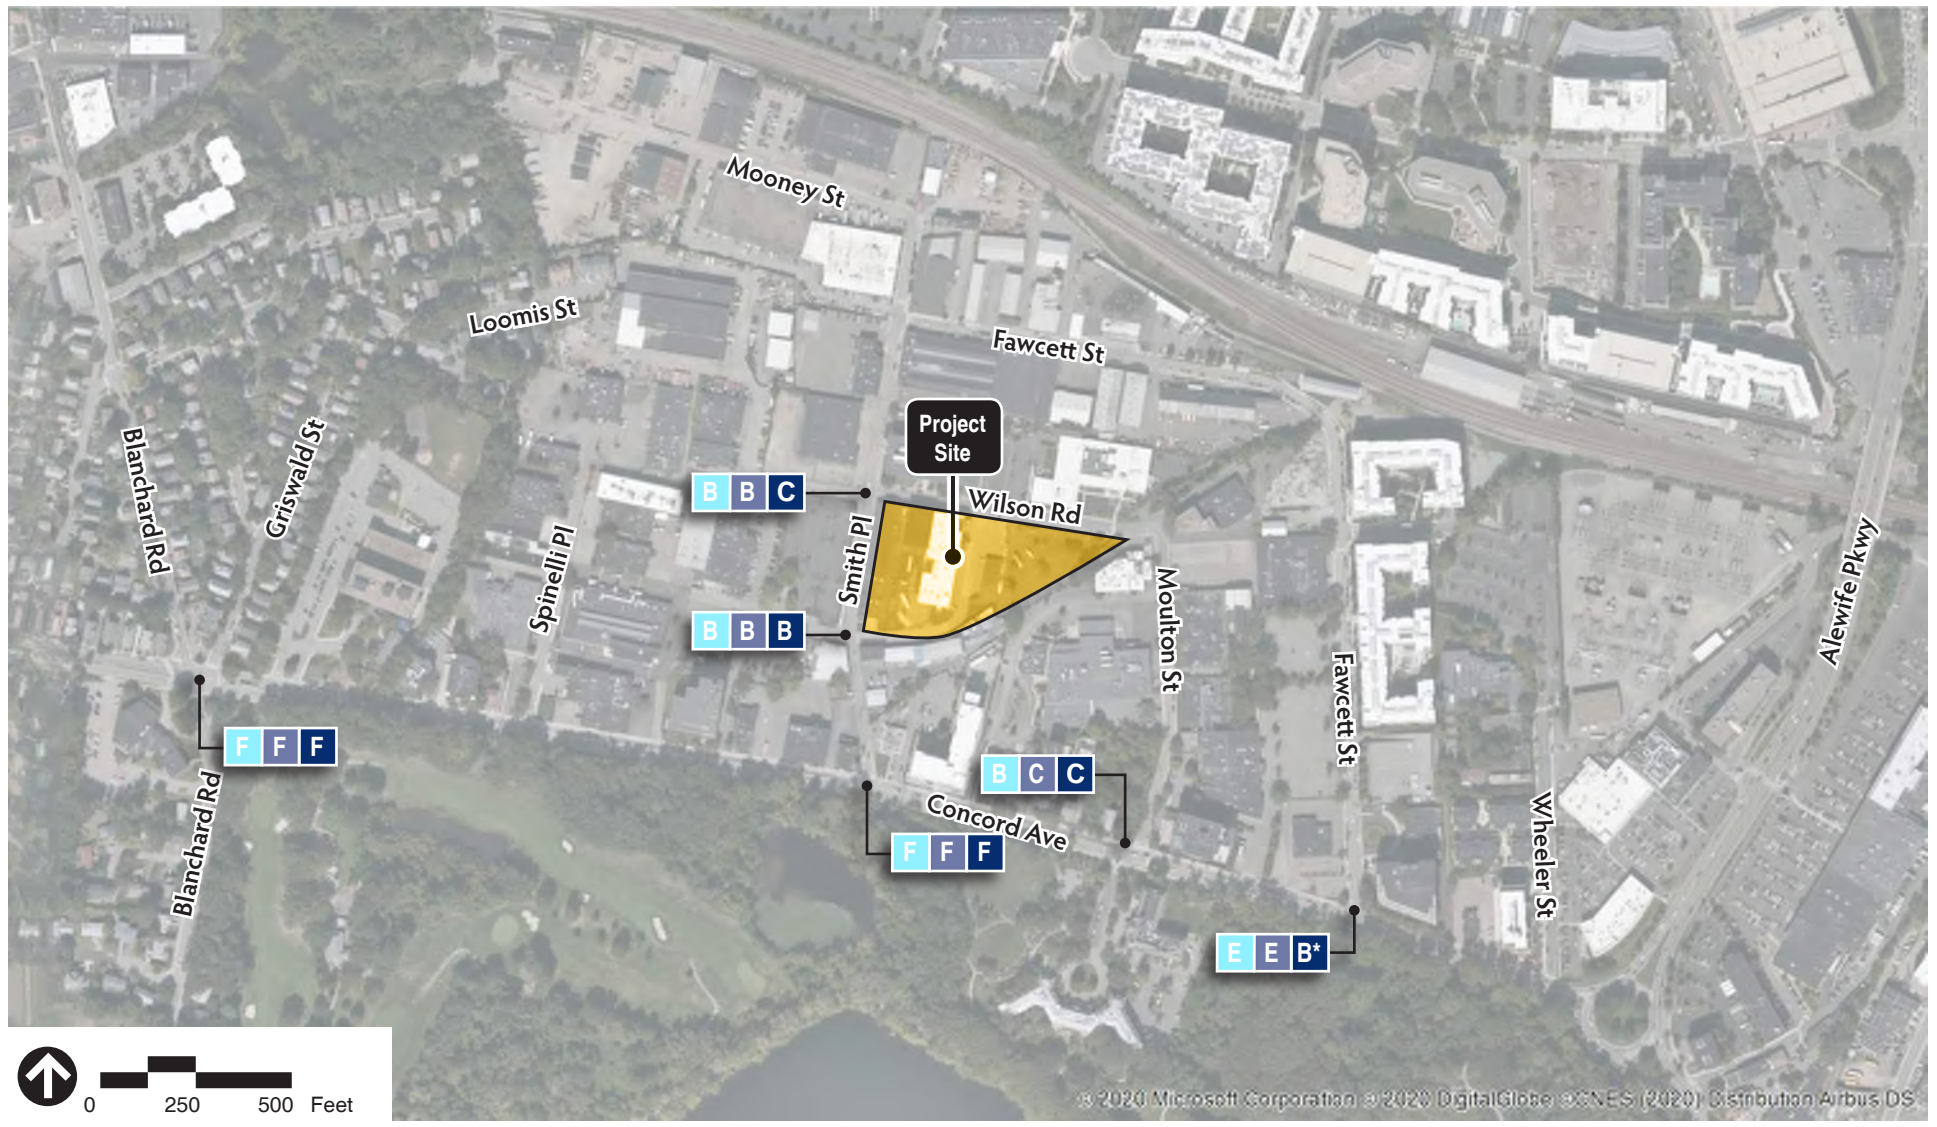 Mooney St
Loomis St
Fawcett St
Project
Site
Blanchard Rd
Griswald St
B B C
Wilson Rd
Smith Pl
Spinelli Pl
Alewife Pkwy
Moulton St
B B B
Fawcett St
F F F
B C C
Blanchard Rd
Concord Ave
Wheeler St
F F F
E E B*
0 250 500 Feet
© 2020 Microsoft Corporation © 2020 DigitalGlobe ©CNES (2020) Distribution Airbus DS